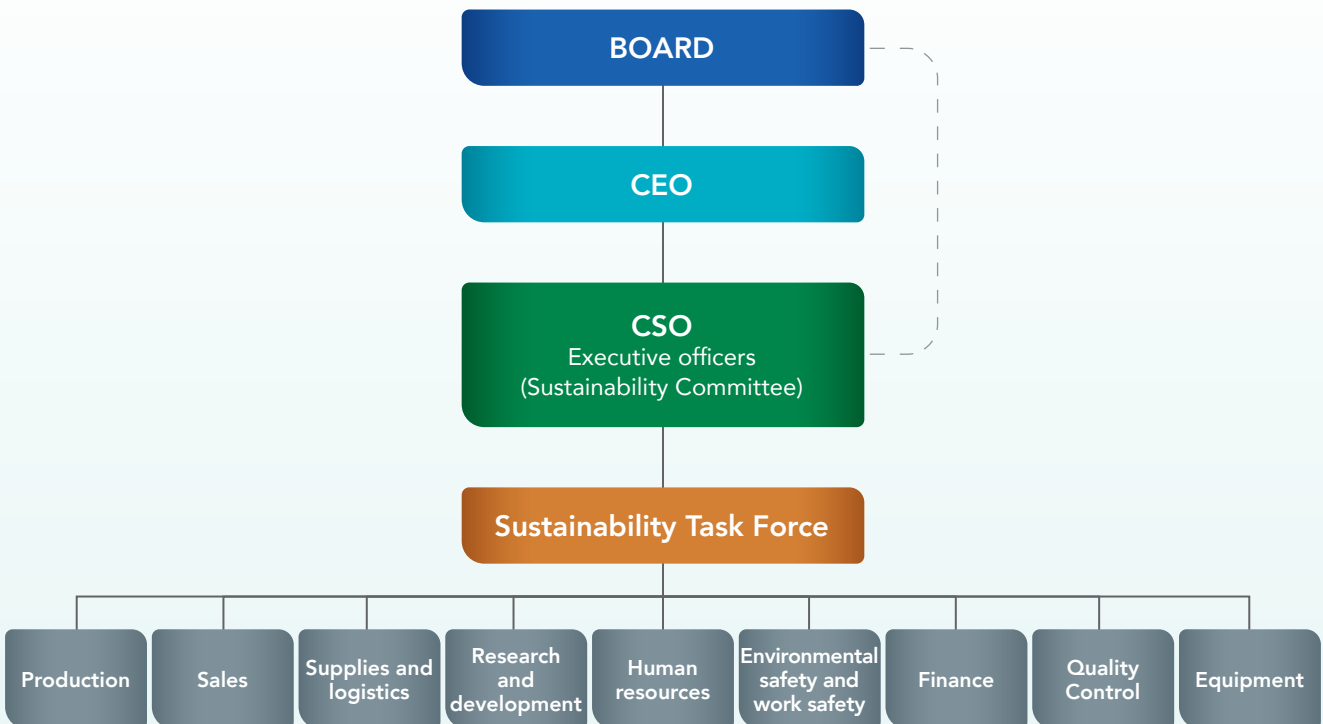 BOARD
CEO
CSO
Executive officers
(Sustainability Committee)
Sustainability Task Force
Production
Sales
Supplies and
logistics
Research
and
development
Human
resources
Environmental
safety and
work safety
Finance
Quality
Control
Equipment